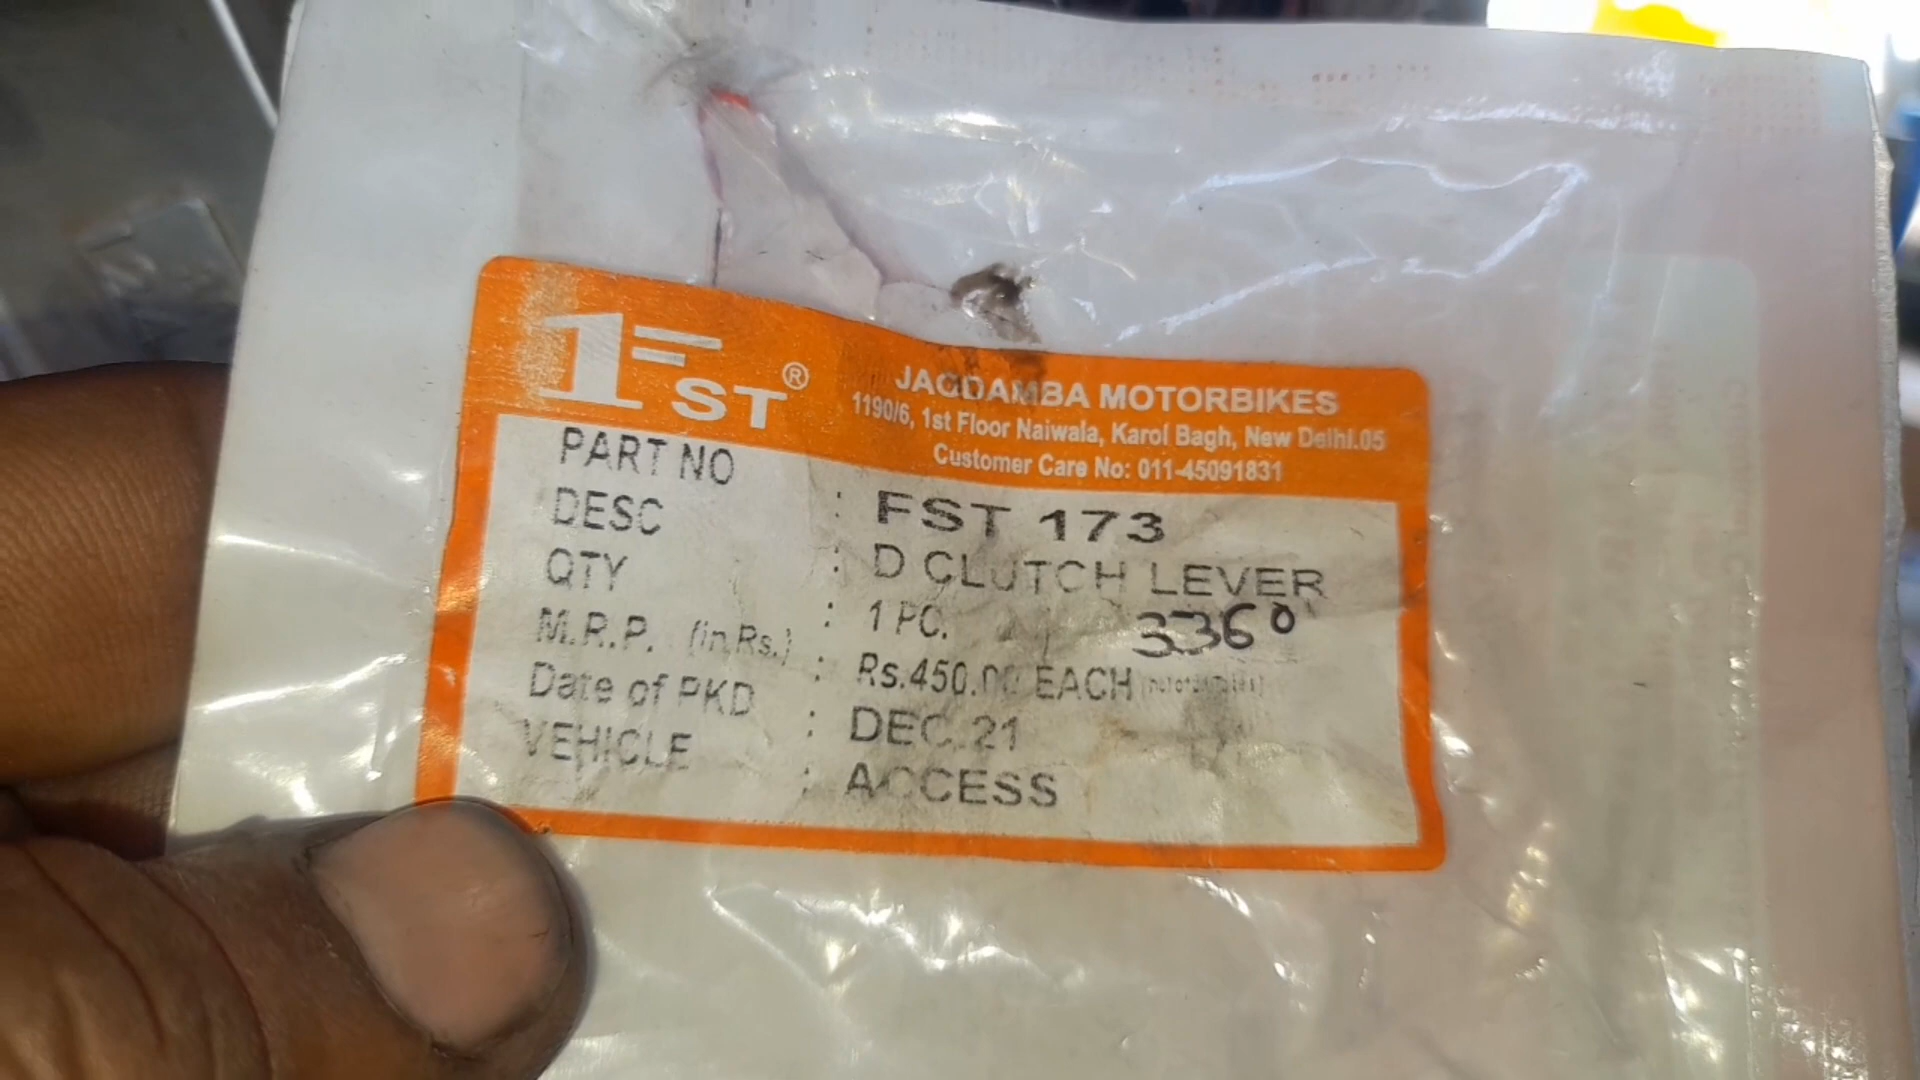 1FST®
JAGDAMBA MOTORBIKES
1190/6, 1st Floor Naiwala, Karol Bagh, New Delhi.05
Customer Care No: 011-45091831
PART NO : FST 173
DESC : D CLUTCH LEVER
QTY : 1 PC.
3360
M.R.P. (in Rs.) : Rs.450.00 EACH
Date of PKD : DEC.21
VEHICLE : ACCESS